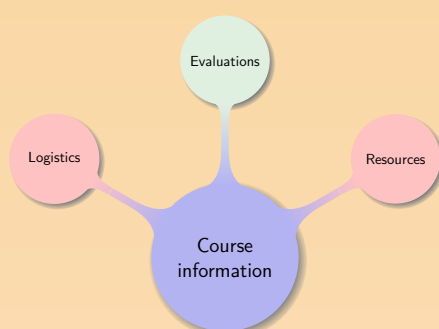 Evaluations
Logistics
Resources
Course
information